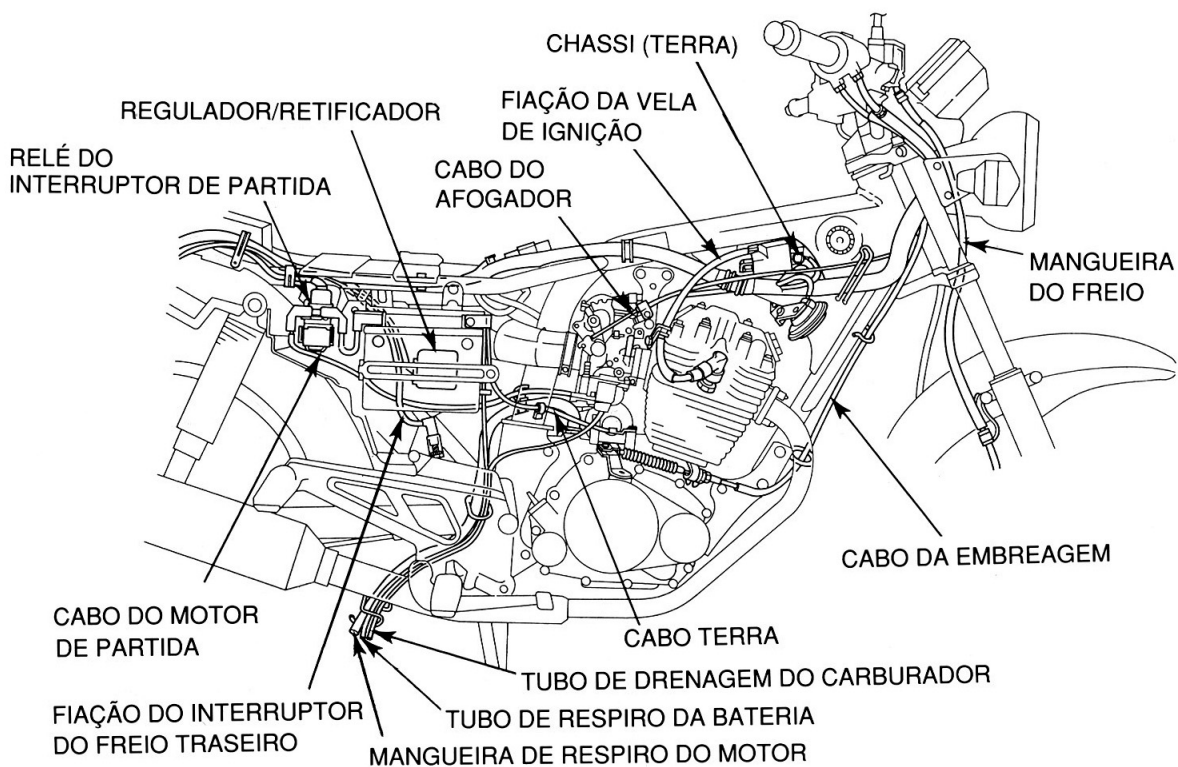 CHASSI (TERRA)
REGULADOR/RETIFICADOR
FIAÇÃO DA VELA
DE IGNIÇÃO
RELÉ DO
INTERRUPTOR DE PARTIDA
CABO DO
AFOGADOR
MANGUEIRA
DO FREIO
CABO DA EMBREAGEM
CABO DO MOTOR
DE PARTIDA
CABO TERRA
TUBO DE DRENAGEM DO CARBURADOR
FIAÇÃO DO INTERRUPTOR
DO FREIO TRASEIRO
TUBO DE RESPIRO DA BATERIA
MANGUEIRA DE RESPIRO DO MOTOR